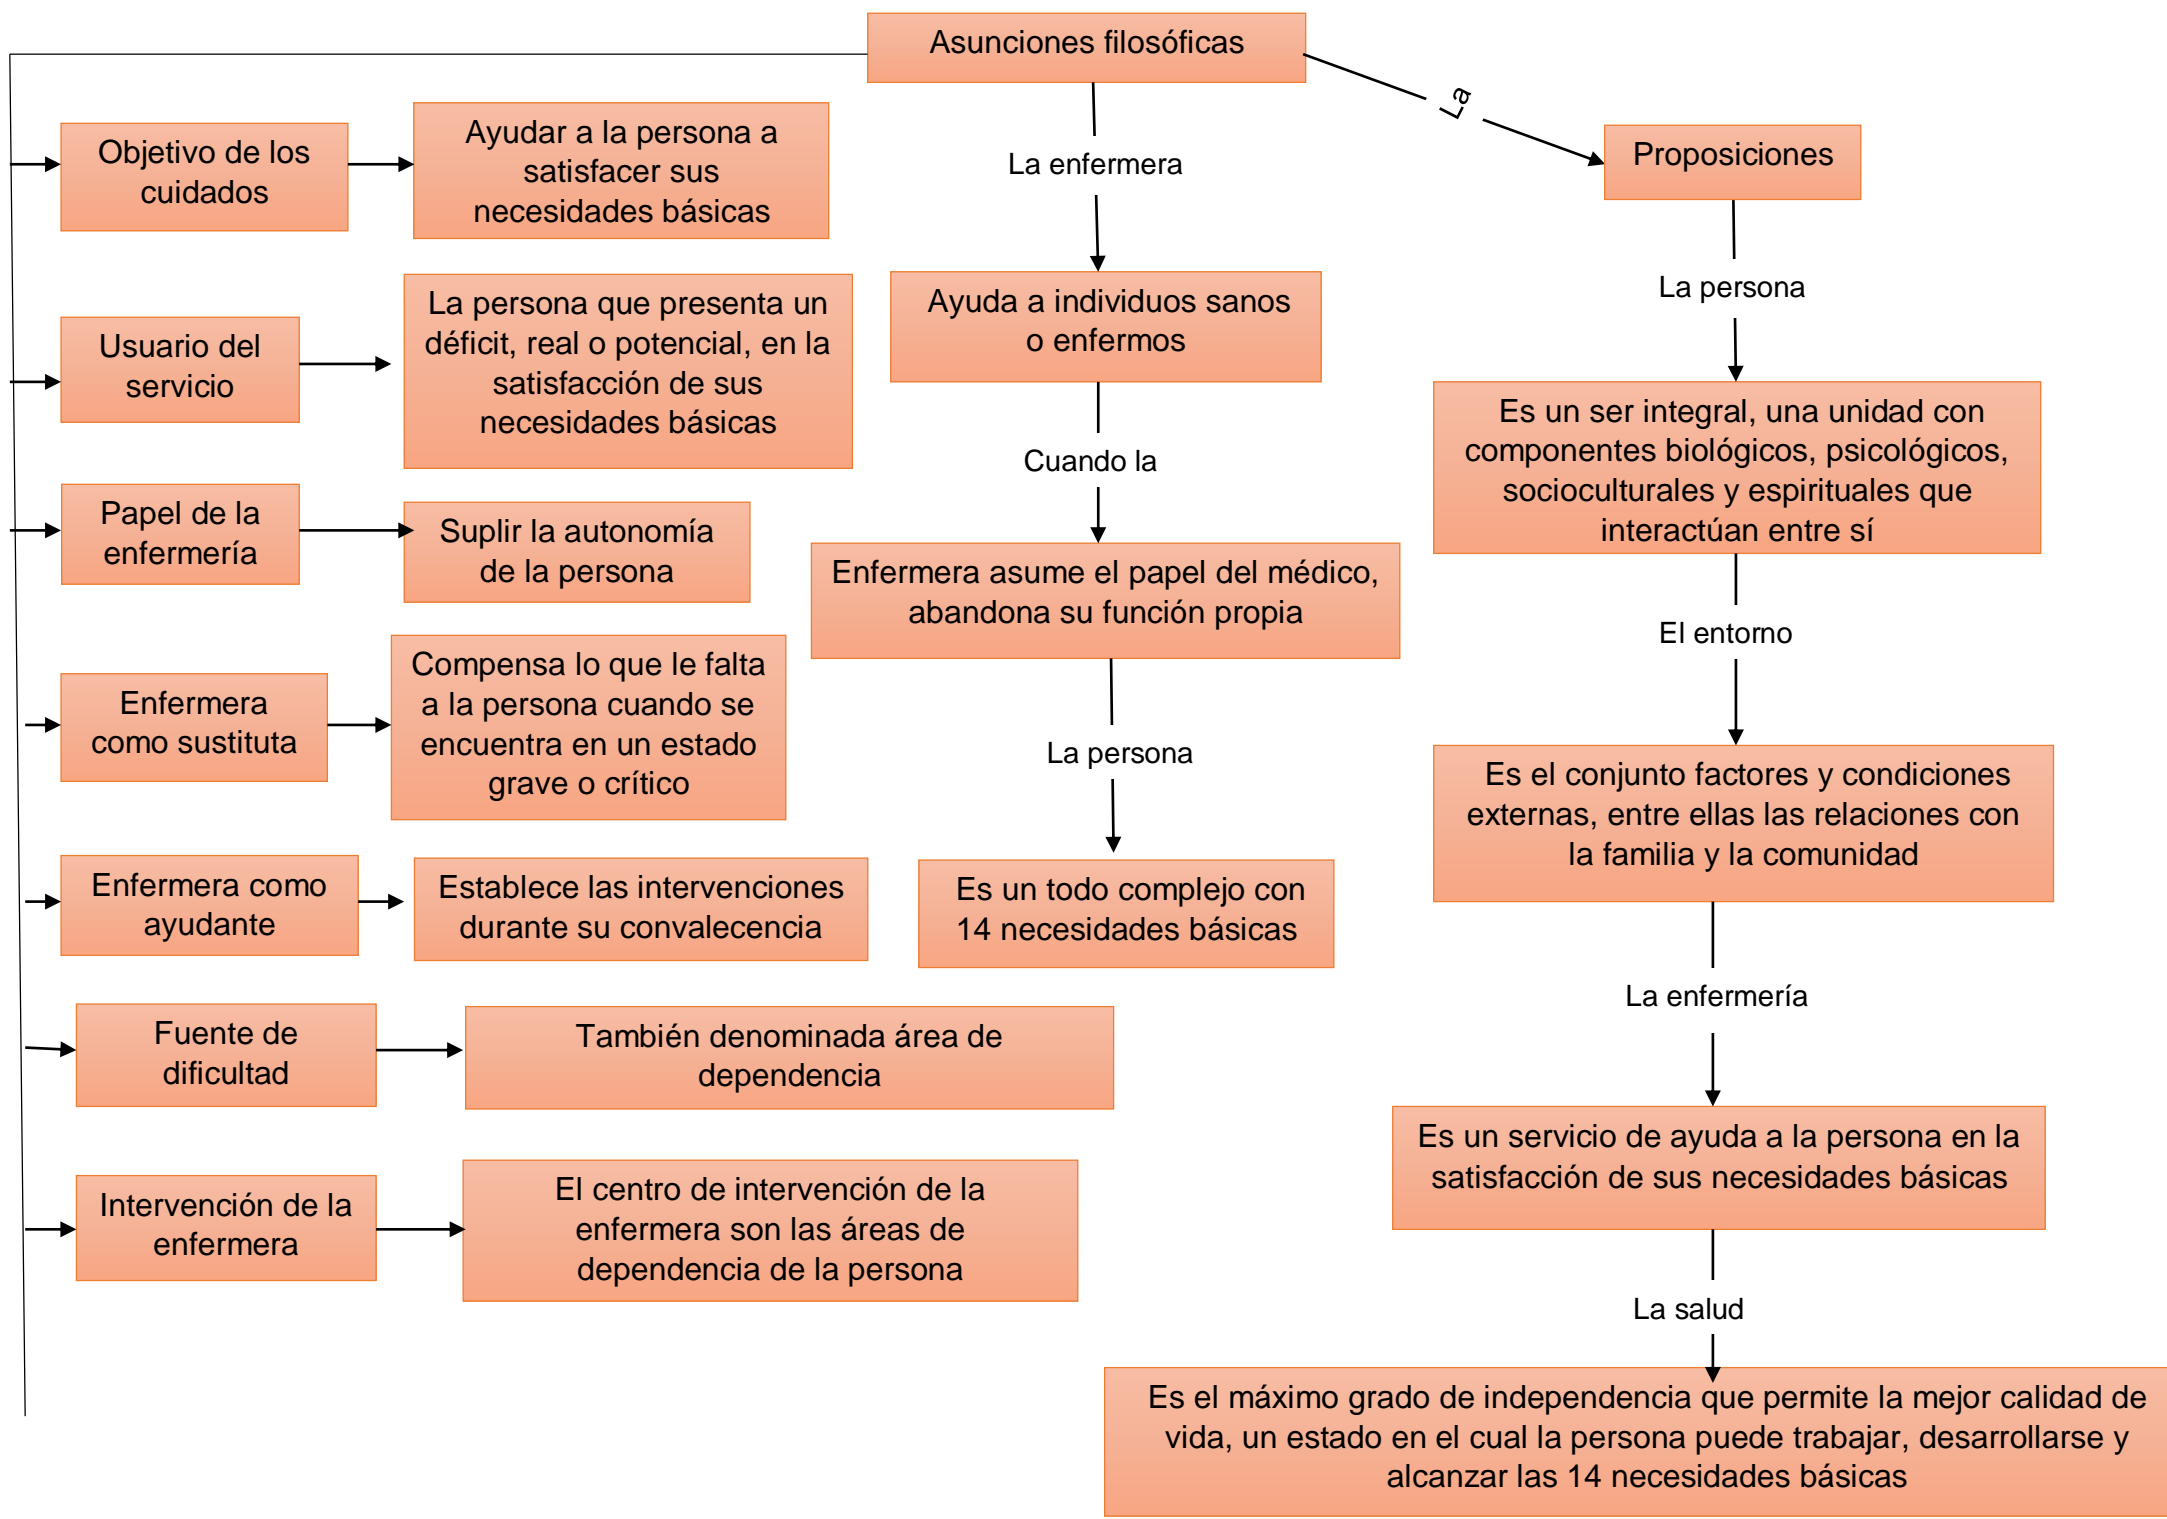 Asunciones filosóficas
Objetivo de los
cuidados
Ayudar a la persona a
satisfacer sus
necesidades básicas
Usuario del
servicio
La persona que presenta un
déficit, real o potencial, en la
satisfacción de sus
necesidades básicas
Papel de la
enfermería
Suplir la autonomía
de la persona
Enfermera
como sustituta
Compensa lo que le falta
a la persona cuando se
encuentra en un estado
grave o crítico
Enfermera como
ayudante
Establece las intervenciones
durante su convalecencia
Fuente de
dificultad
También denominada área de
dependencia
Intervención de la
enfermera
El centro de intervención de la
enfermera son las áreas de
dependencia de la persona
La enfermera
Ayuda a individuos sanos
o enfermos
Cuando la
Enfermera asume el papel del médico,
abandona su función propia
La persona
Es un todo complejo con
14 necesidades básicas
La
Proposiciones
La persona
Es un ser integral, una unidad con
componentes biológicos, psicológicos,
socioculturales y espirituales que
interactúan entre sí
El entorno
Es el conjunto factores y condiciones
externas, entre ellas las relaciones con
la familia y la comunidad
La enfermería
Es un servicio de ayuda a la persona en la
satisfacción de sus necesidades básicas
La salud
Es el máximo grado de independencia que permite la mejor calidad de
vida, un estado en el cual la persona puede trabajar, desarrollarse y
alcanzar las 14 necesidades básicas